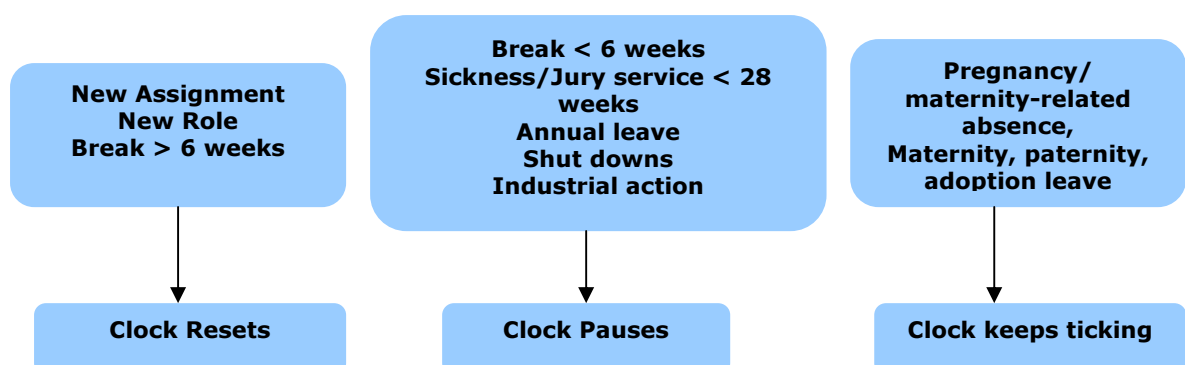 New Assignment
New Role
Break > 6 weeks
Break < 6 weeks
Sickness/Jury service < 28
weeks
Annual leave
Shut downs
Industrial action
Pregnancy/
maternity-related
absence,
Maternity, paternity,
adoption leave
Clock Resets
Clock Pauses
Clock keeps ticking